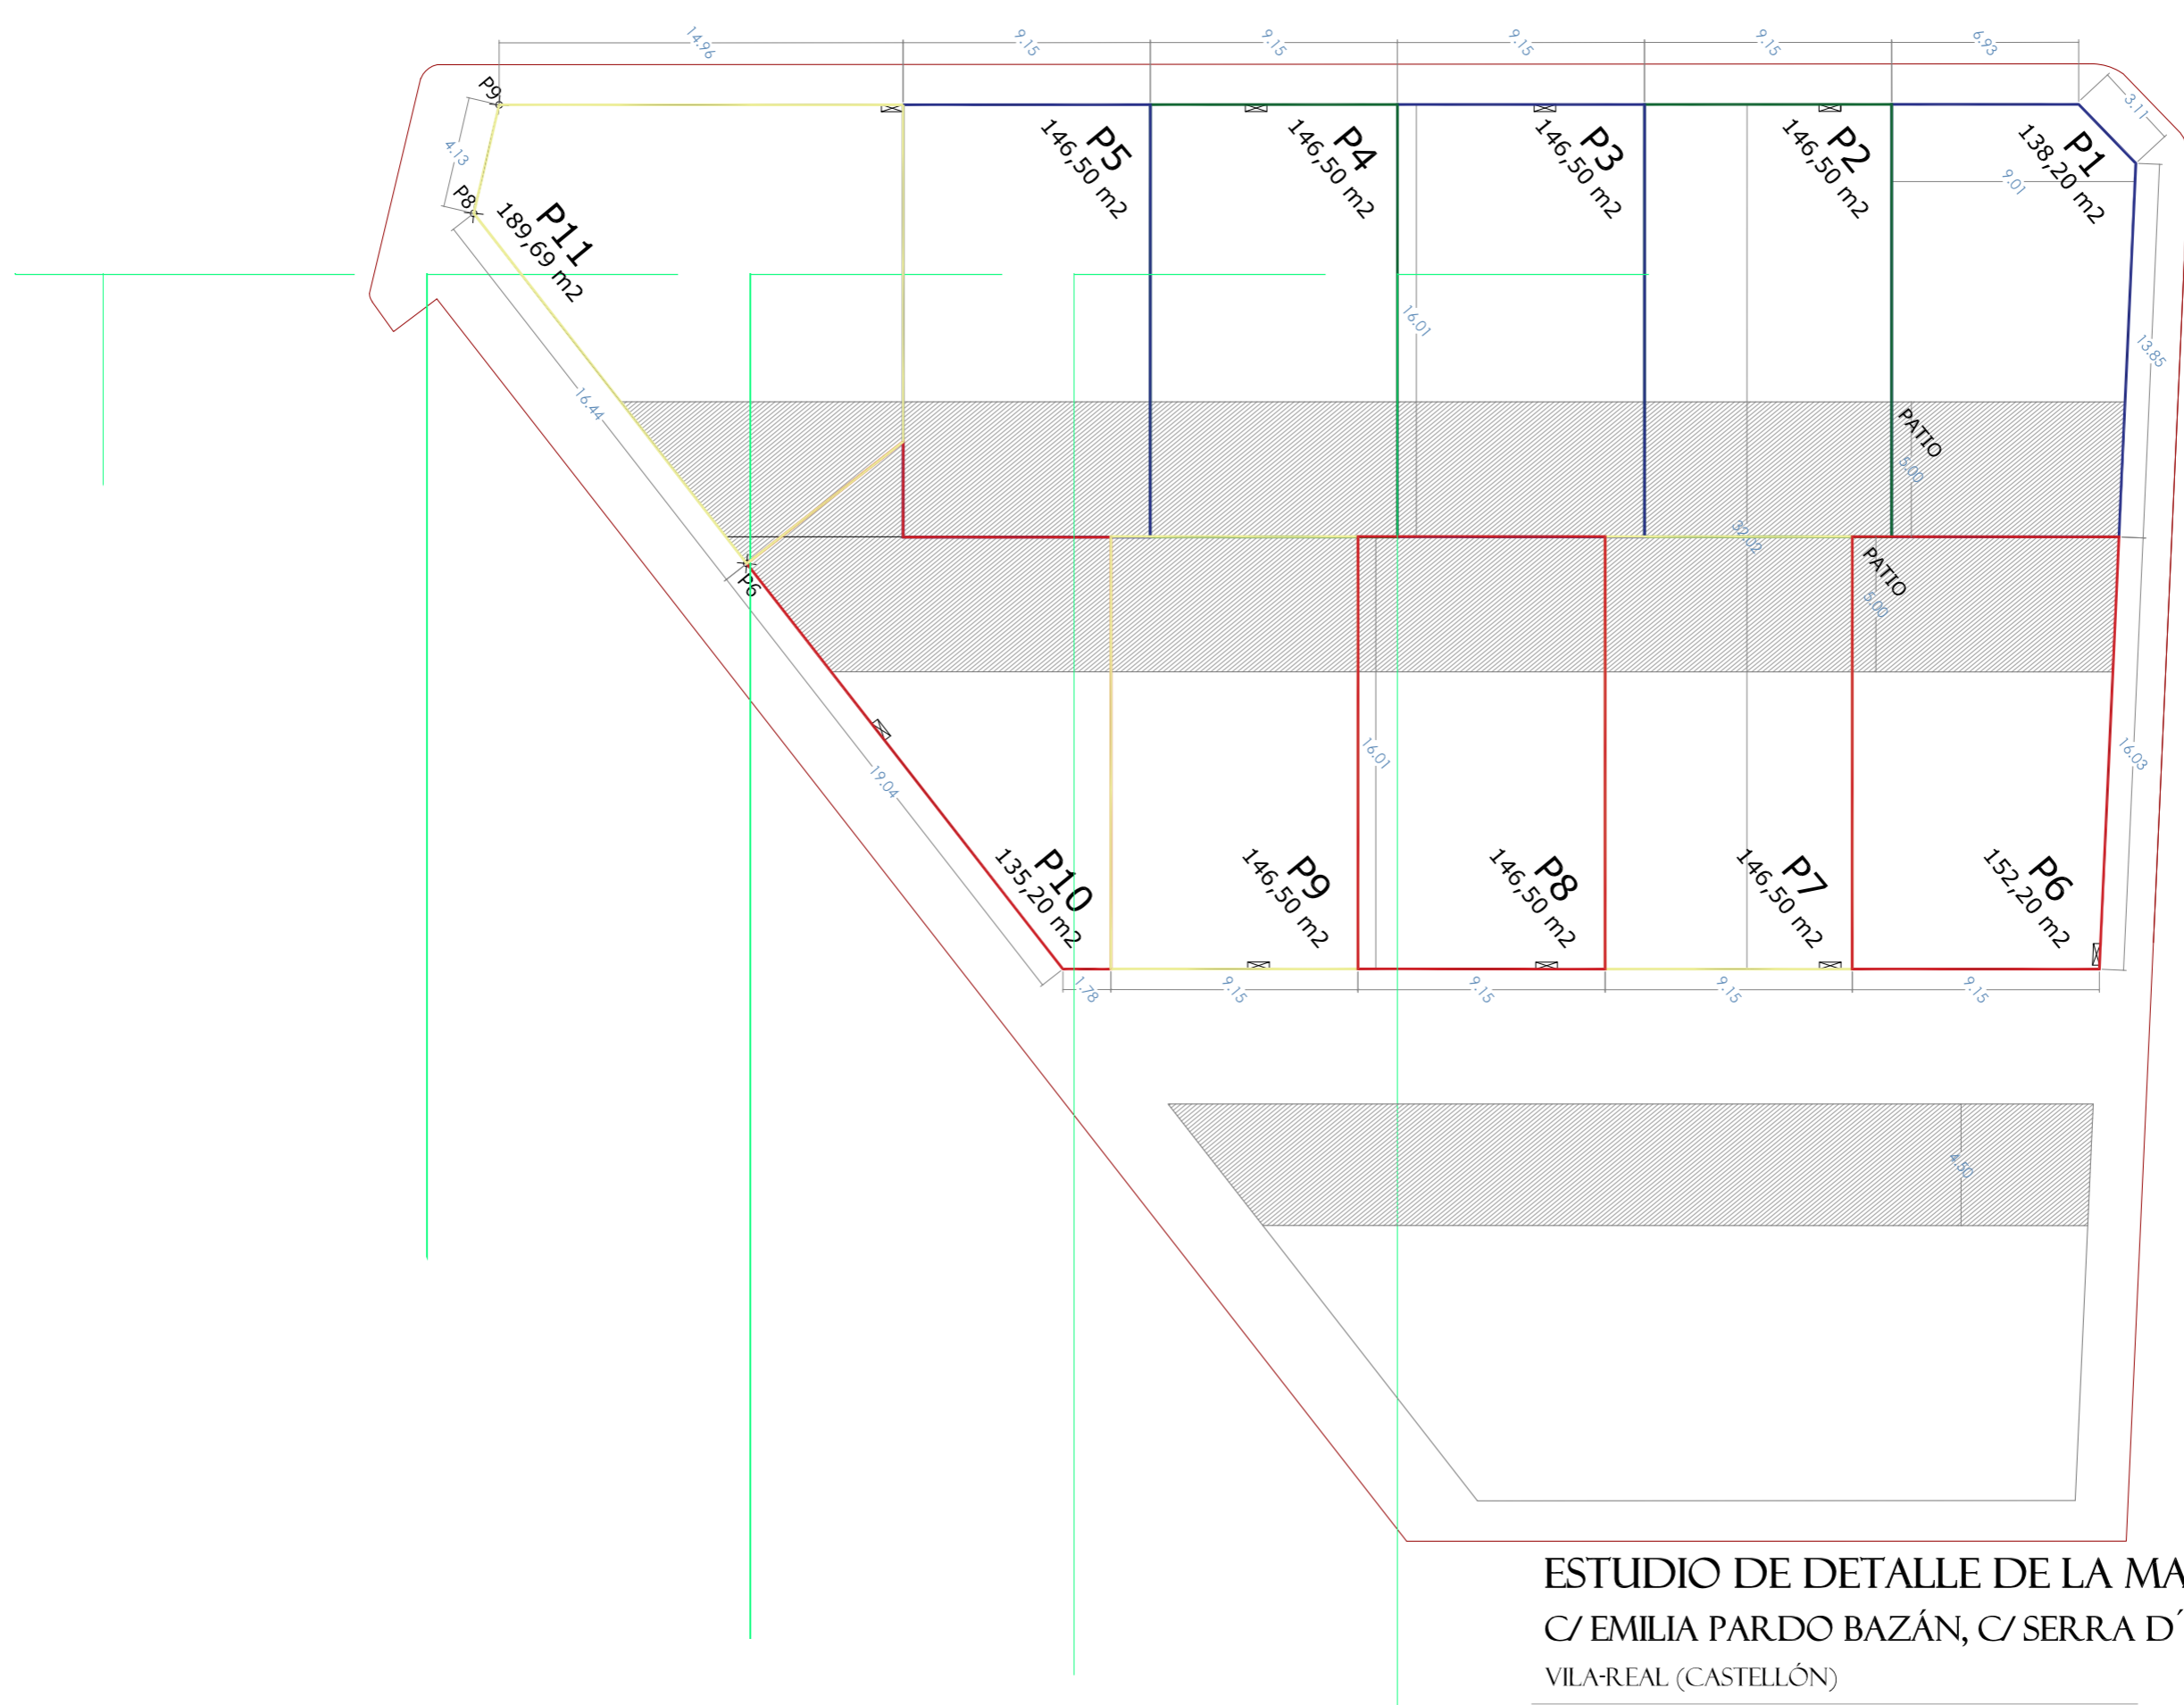 14.96
9.15
9.15
9.15
9.15
6.93
3.11
P9
4.13
P8
P11
189,69 m2
P5
146,50 m2
P4
146,50 m2
P3
146,50 m2
P2
146,50 m2
P1
138,20 m2
9.01
16.01
13.85
16.44
PATIO
5.00
32.02
P6
PATIO
5.00
19.04
16.01
16.03
P10
135,20 m2
P9
146,50 m2
P8
146,50 m2
P7
146,50 m2
P6
152,20 m2
1.78
9.15
9.15
9.15
9.15
4.50
ESTUDIO DE DETALLE DE LA MA
C/ EMILIA PARDO BAZÁN, C/ SERRA D´
VILA-REAL (CASTELLÓN)